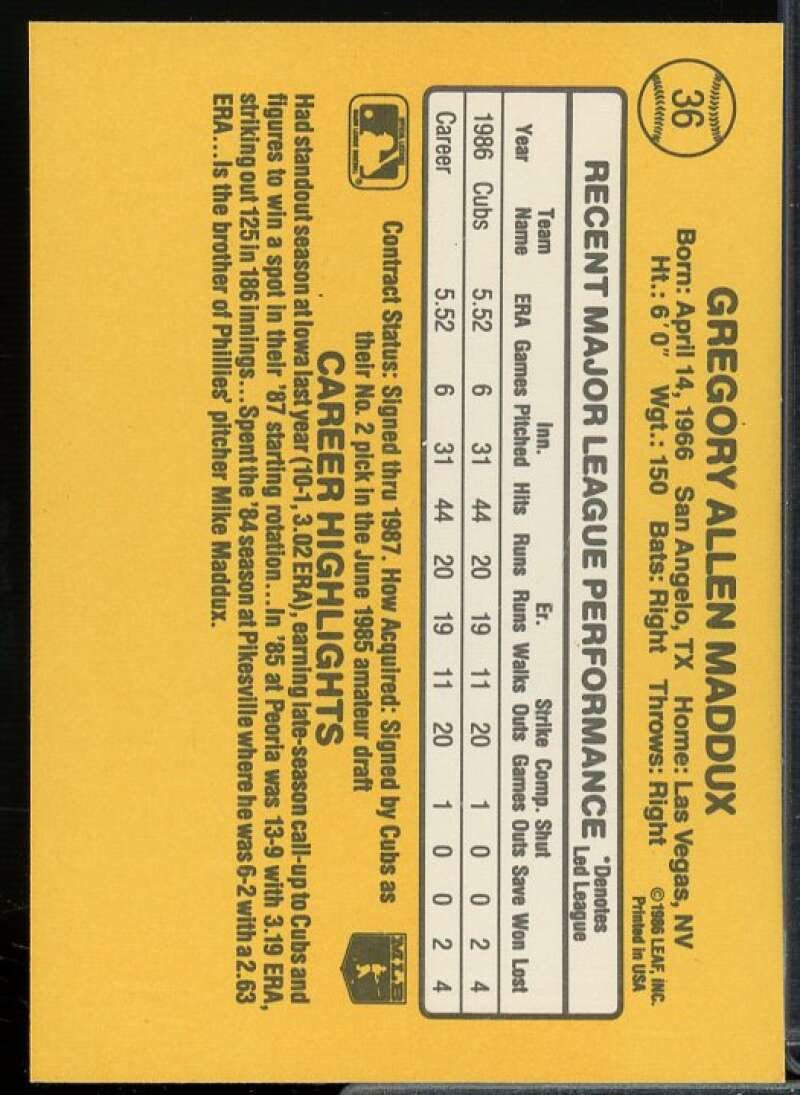 36
GREGORY ALLEN MADDUX
Born: April 14, 1966 San Angelo, TX Home: Las Vegas, NV
Ht.: 6'0" Wgt.: 150 Bats: Right Throws: Right
©1986 LEAF, INC.
Printed in USA
RECENT MAJOR LEAGUE PERFORMANCE
*Denotes
Led League
Team Inn. Er. Strike Comp. Shut
Year Name ERA Games Pitched Hits Runs Runs Walks Outs Games Outs Save Won Lost
1986 Cubs 5.52 6 31 44 20 19 11 20 1 0 0 2 4
Career 5.52 6 31 44 20 19 11 20 1 0 0 2 4
Contract Status: Signed thru 1987. How Acquired: Signed by Cubs as
their No. 2 pick in the June 1985 amateur draft
MLB
CAREER HIGHLIGHTS
Had standout season at Iowa last year (10-1, 3.02 ERA), earning late-season call-up to Cubs and
figures to win a spot in their '87 starting rotation...In '85 at Peoria was 13-9 with 3.19 ERA,
striking out 125 in 186 innings...Spent the '84 season at Pikesville where he was 6-2 with a 2.63
ERA...Is the brother of Phillies' pitcher Mike Maddux.